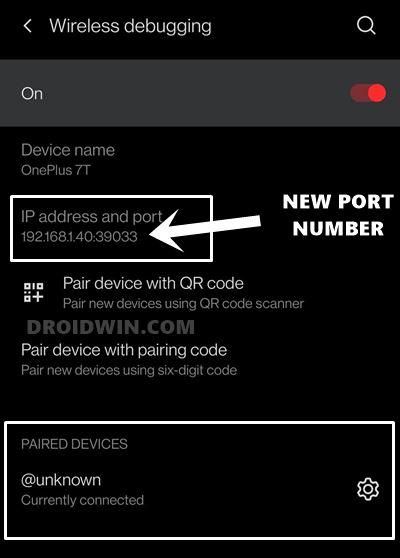 Wireless debugging
On
Device name
OnePlus 7T
IP address and port
192.168.1.40:39033
NEW PORT
NUMBER
Pair device with QR code
Pair new devices using QR code scanner
DROIDWIN.COM
Pair device with pairing code
Pair new devices using six-digit code
PAIRED DEVICES
@unknown
Currently connected